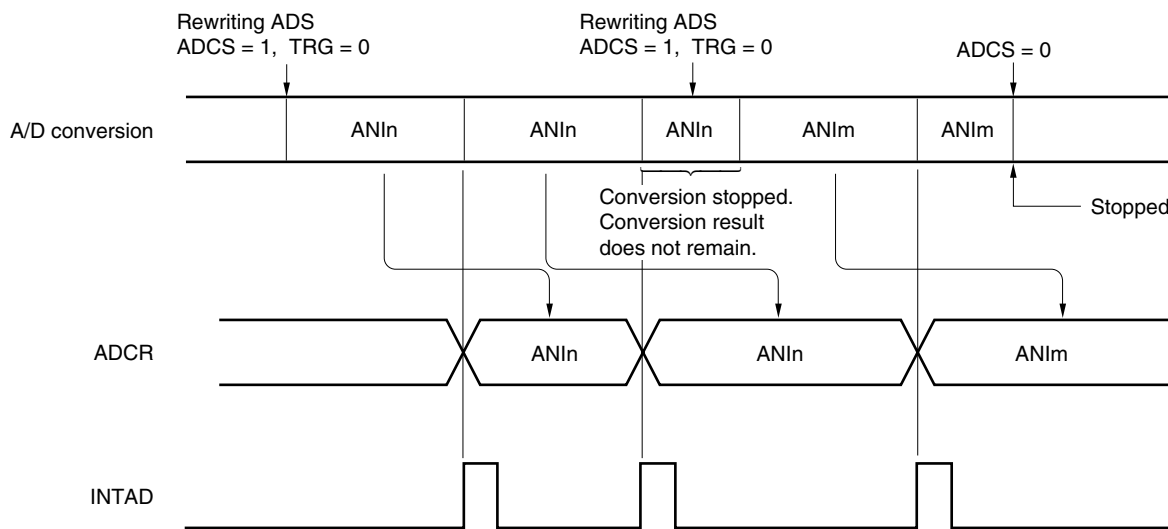 Rewriting ADS
ADCS = 1, TRG = 0
Rewriting ADS
ADCS = 1, TRG = 0
ADCS = 0
A/D conversion
ANIn
ANIn
ANIn
ANIm
ANIm
Conversion stopped.
Conversion result
does not remain.
Stopped
ADCR
ANIn
ANIn
ANIm
INTAD